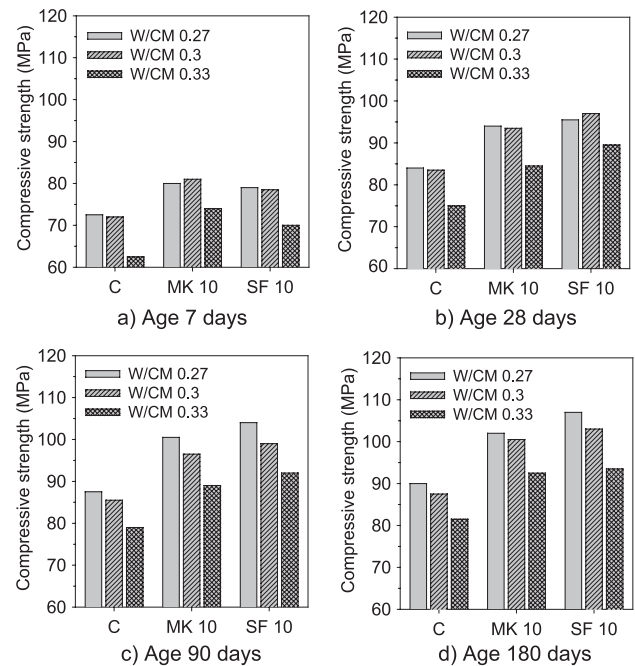 120
110
100
90
80
70
60
Compressive strength (MPa)
W/CM 0.27
W/CM 0.3
W/CM 0.33
C MK 10 SF 10
a) Age 7 days
120
110
100
90
80
70
60
Compressive strength (MPa)
W/CM 0.27
W/CM 0.3
W/CM 0.33
C MK 10 SF 10
b) Age 28 days
120
110
100
90
80
70
60
Compressive strength (MPa)
W/CM 0.27
W/CM 0.3
W/CM 0.33
C MK 10 SF 10
c) Age 90 days
120
110
100
90
80
70
60
Compressive strength (MPa)
W/CM 0.27
W/CM 0.3
W/CM 0.33
C MK 10 SF 10
d) Age 180 days